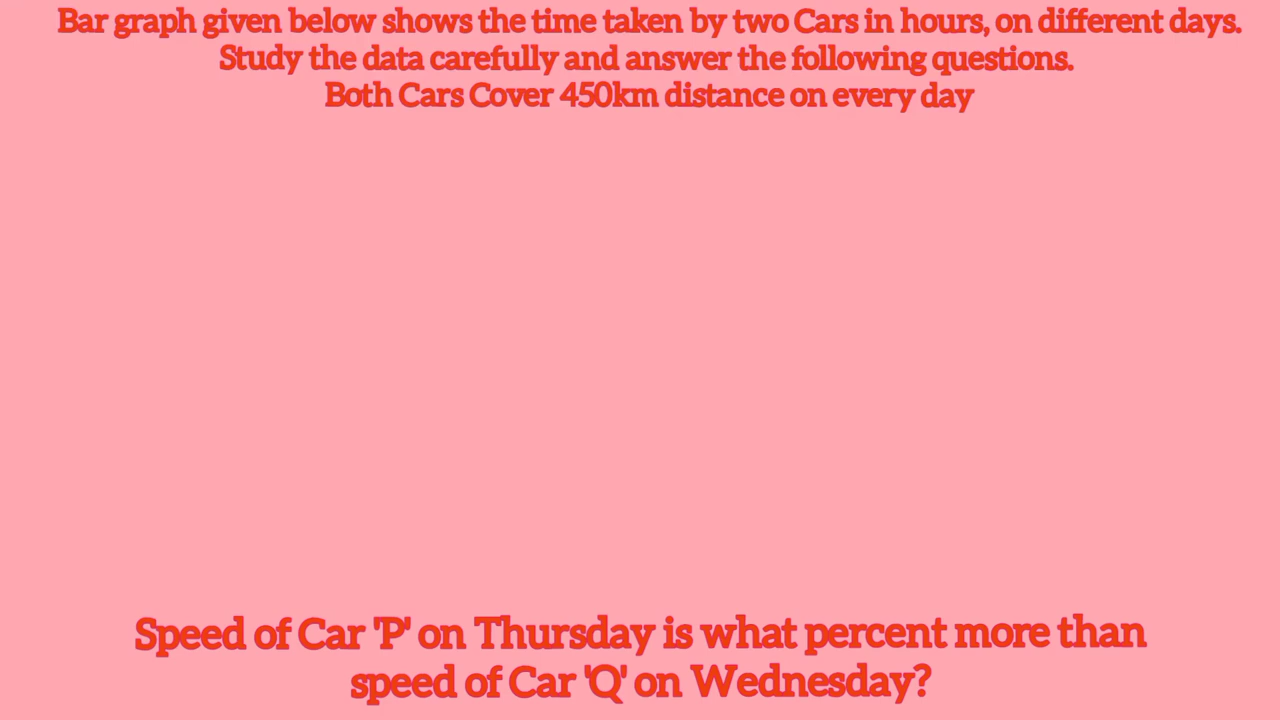 Bar graph given below shows the time taken by two Cars in hours, on different days.
Study the data carefully and answer the following questions.
Both Cars Cover 450km distance on every day
Speed of Car 'P' on Thursday is what percent more than
speed of Car 'Q' on Wednesday?